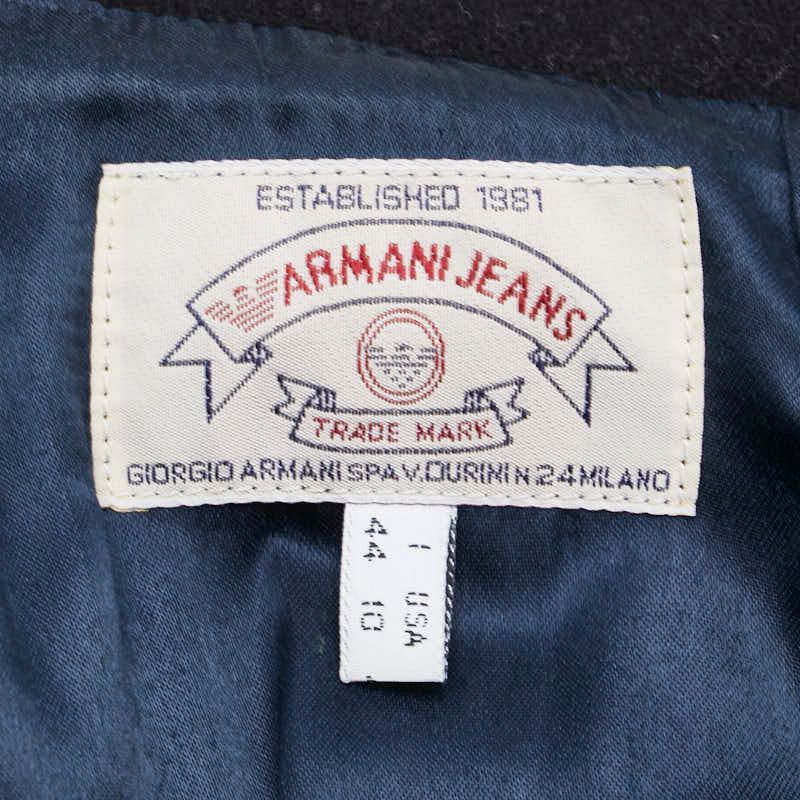 ESTABLISHED 1981
ARMANI JEANS
TRADE MARK
GIORGIO ARMANI SPA V. DURINI N 24 MILANO
I USA
44 10